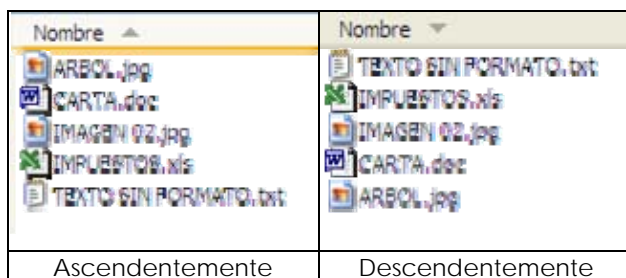 Nombre
ARBOL.jpg
CARTA.doc
IMAGEN 02.jpg
IMPUESTOS.xls
TEXTO SIN FORMATO.txt
Ascendentemente
Nombre
TEXTO SIN FORMATO.txt
IMPUESTOS.xls
IMAGEN 02.jpg
CARTA.doc
ARBOL.jpg
Descendentemente